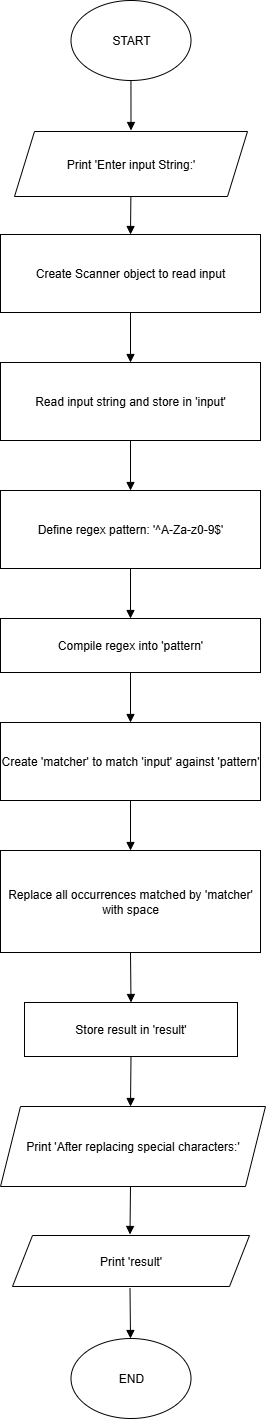 START
Print 'Enter input String:'
Create Scanner object to read input
Read input string and store in 'input'
Define regex pattern: '^A-Za-z0-9$'
Compile regex into 'pattern'
Create 'matcher' to match 'input' against 'pattern'
Replace all occurrences matched by 'matcher'
with space
Store result in 'result'
Print 'After replacing special characters:'
Print 'result'
END